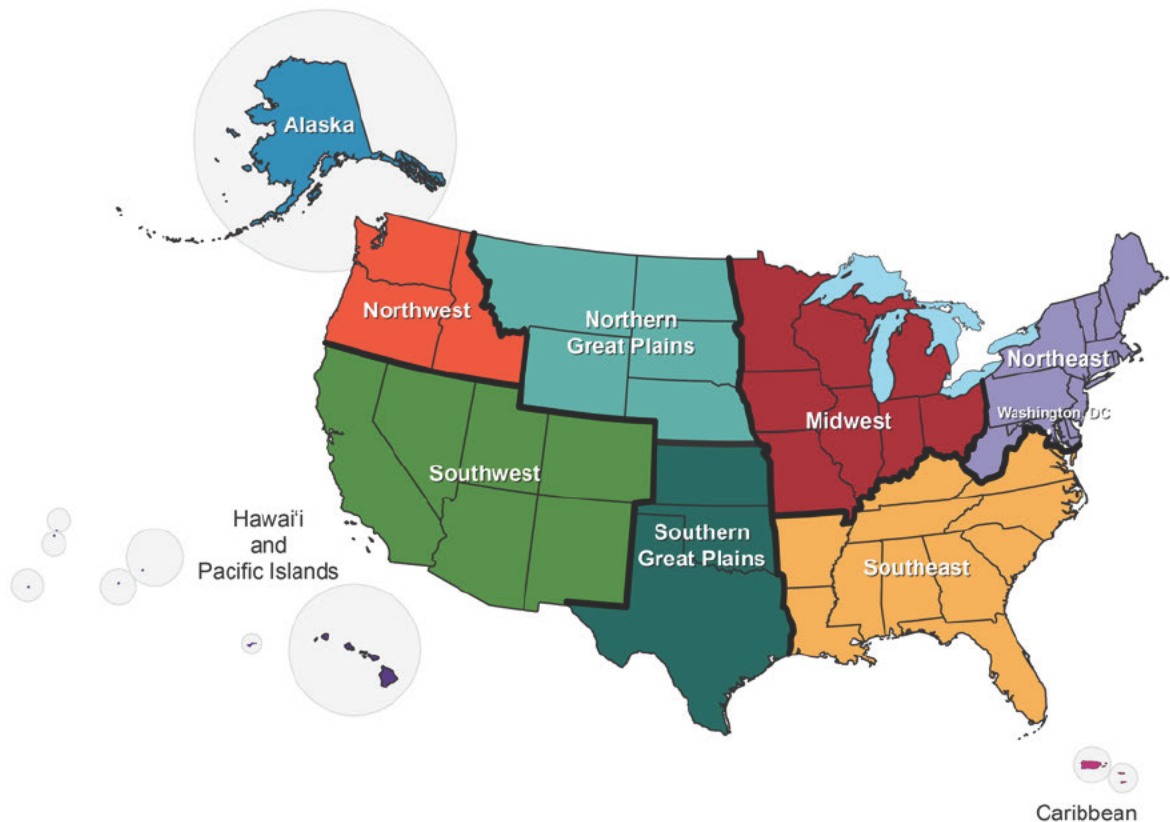 Alaska
Northwest
Northern
Great Plains
Northeast
Washington, DC
Midwest
Southwest
Hawai‘i
and
Pacific Islands
Southern
Great Plains
Southeast
Caribbean